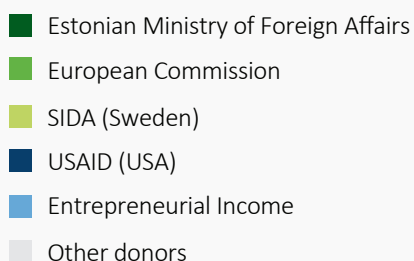 Estonian Ministry of Foreign Affairs
European Commission
SIDA (Sweden)
USAID (USA)
Entrepreneurial Income
Other donors